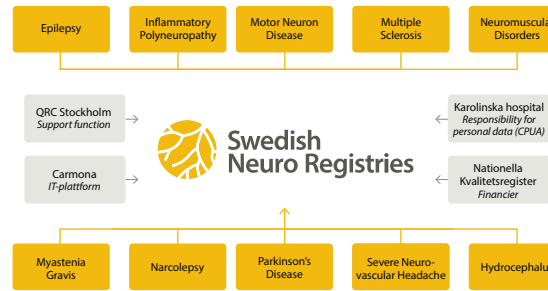 Epilepsy
Inflammatory
Polyneuropathy
Motor Neuron
Disease
Multiple
Sclerosis
Neuromuscula
Disorders
QRC Stockholm
Support function
Karolinska hospital
Responsibility for
personal data (CPUA)
Swedish
Neuro Registries
Carmona
IT-plattform
Nationella
Kvalitetsregister
Financier
Myastenia
Gravis
Narcolepsy
Parkinson's
Disease
Severe Neuro-
vascular Headache
Hydrocephalu